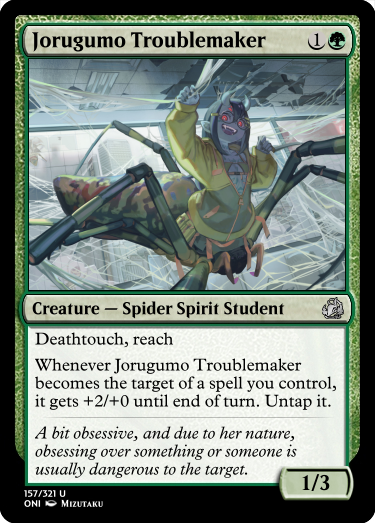 Jorugumo Troublemaker 1
Creature — Spider Spirit Student
Deathtouch, reach
Whenever Jorugumo Troublemaker
becomes the target of a spell you control,
it gets +2/+0 until end of turn. Untap it.
A bit obsessive, and due to her nature,
obsessing over something or someone is
usually dangerous to the target.
1/3
157/321 U
ONI Mizutaku